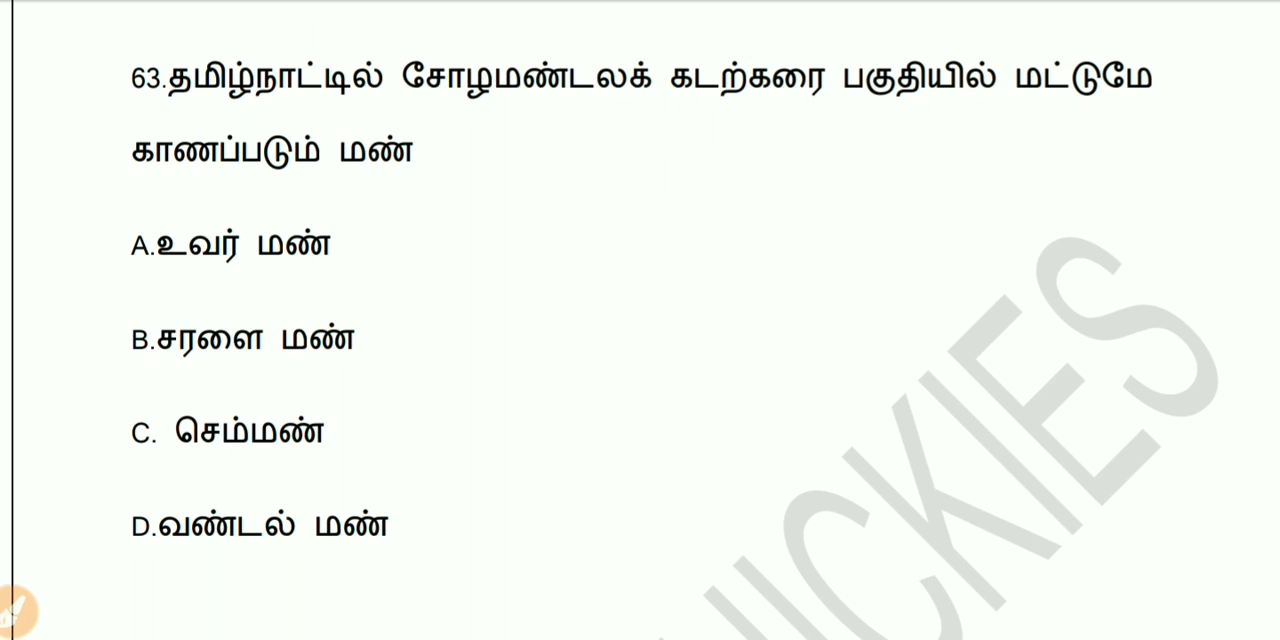 63.தமிழ்நாட்டில் சோழமண்டலக் கடற்கரை பகுதியில் மட்டுமே
காணப்படும் மண்
A.உவர் மண்
B.சரளை மண்
C. செம்மண்
D.வண்டல் மண்